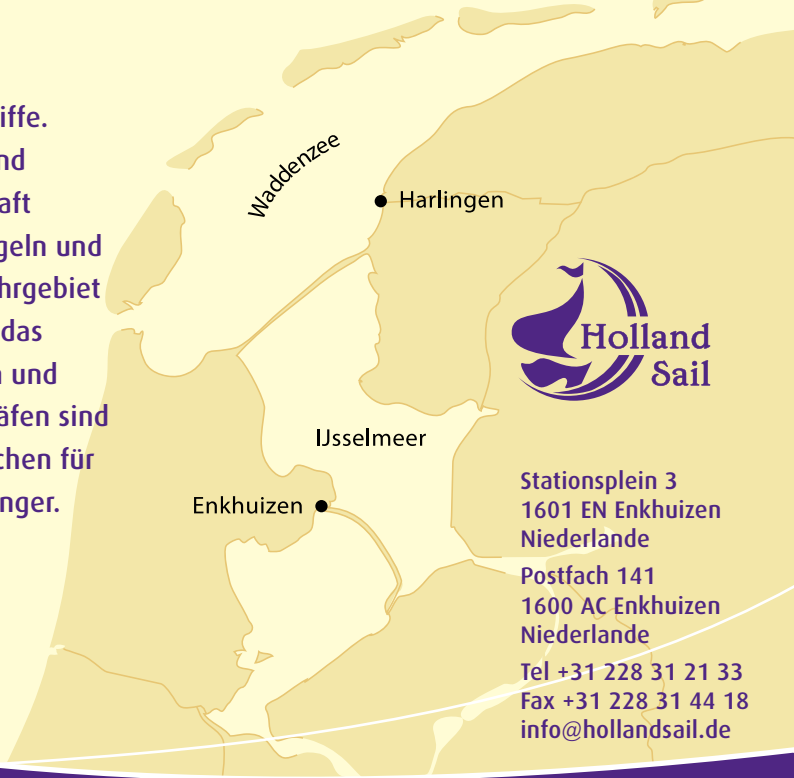 iffe.
nd
aft
geln und
hrgebiet
das
n und
äfen sind
chen für
nger.
Waddenzee
Harlingen
IJsselmeer
Enkhuizen
Holland
Sail
Stationsplein 3
1601 EN Enkhuizen
Niederlande
Postfach 141
1600 AC Enkhuizen
Niederlande
Tel +31 228 31 21 33
Fax +31 228 31 44 18
info@hollandsail.de